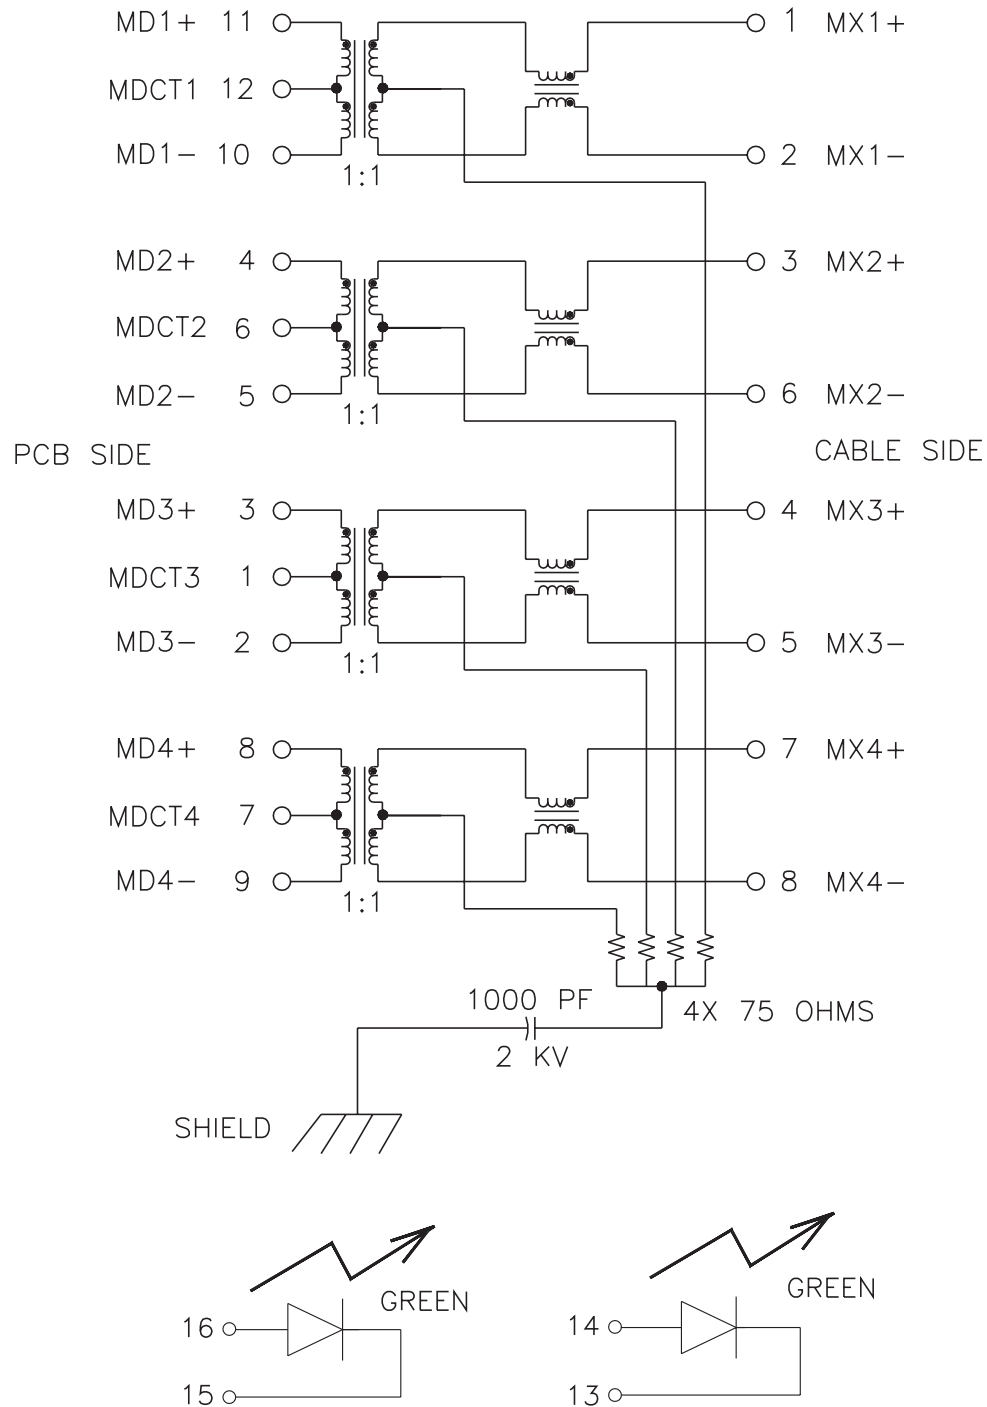 MD1+ 11 1 MX1+
MDCT1 12
MD1- 10 2 MX1-
1:1
MD2+ 4 3 MX2+
MDCT2 6
MD2- 5 6 MX2-
1:1
PCB SIDE CABLE SIDE
MD3+ 3 4 MX3+
MDCT3 1
MD3- 2 5 MX3-
1:1
MD4+ 8 7 MX4+
MDCT4 7
MD4- 9 8 MX4-
1:1
1000 PF
4X 75 OHMS
2 KV
SHIELD
GREEN
GREEN
16 14
15 13